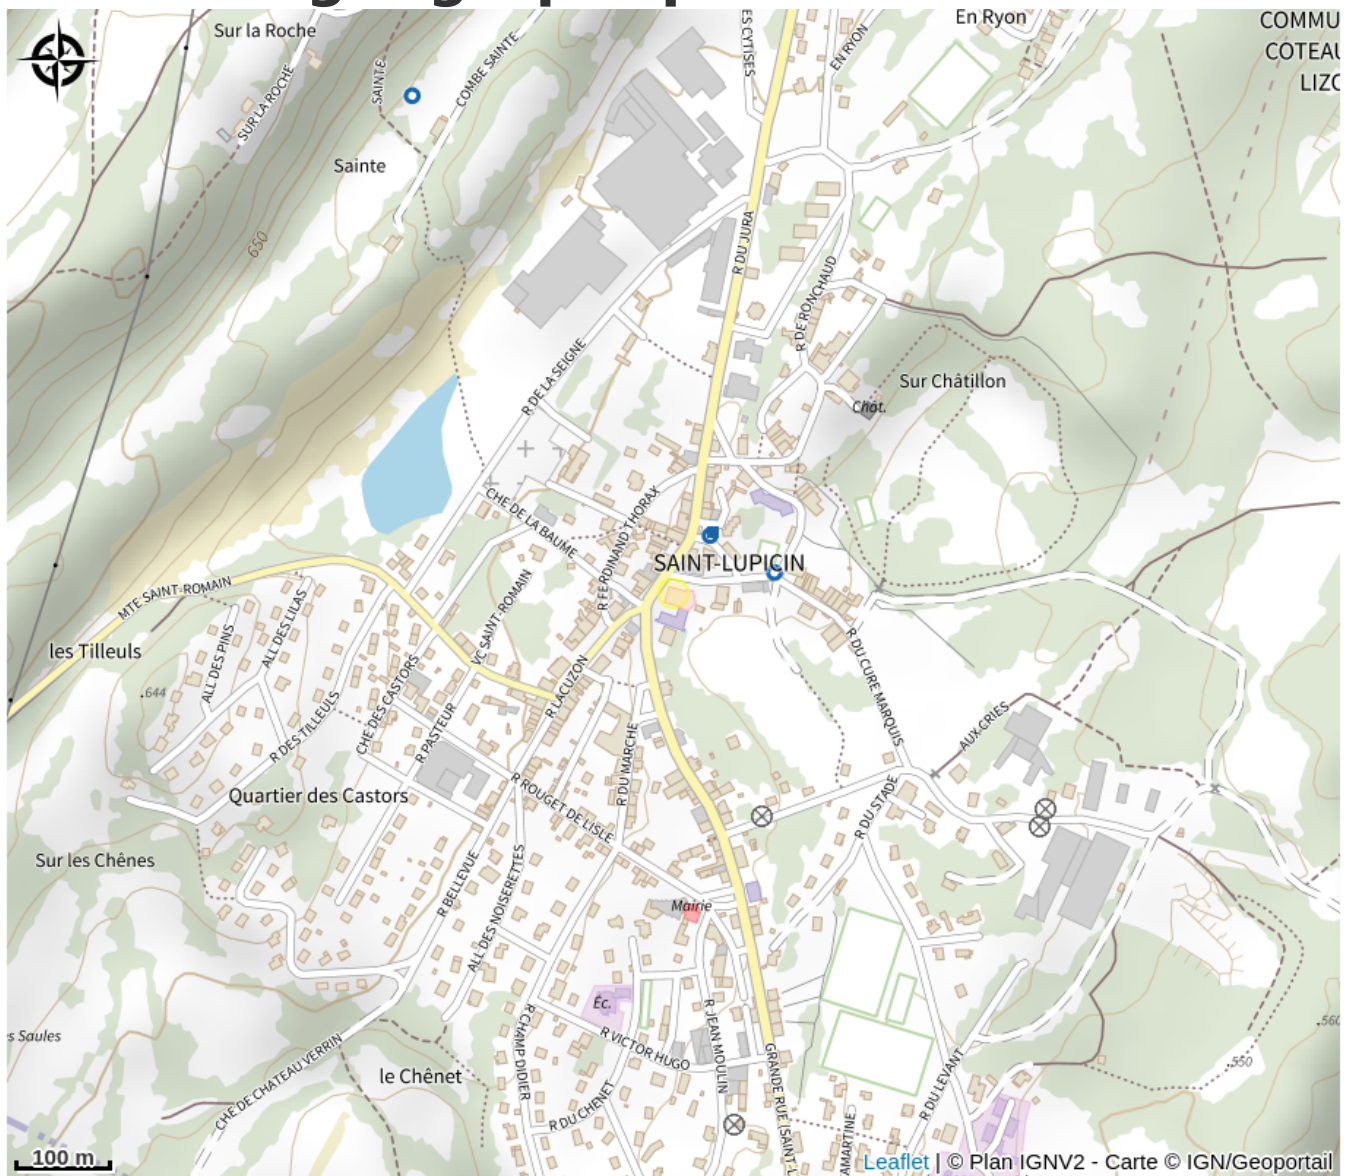 Sur la Roche
En Ryon
COMMU
COTEAU
LIZO
ES CYTISES
EN RYON
SAINTE
COMBE SAINTE
SUR LA ROCHE
Sainte
650
R DU JURA
R DE RONCHAUD
R DE LA SEIGNE
Sur Châtillon
Chât.
CHE DE LA BAUME
R FERDINAND THORAX
SAINT-LUPICIN
MTE SAINT-ROMAIN
VC SAINT-ROMAIN
ALL DES LILAS
ALL DES PINS
les Tilleuls
.644
R DES TILLEULS
CHE DES CASTORS
R PASTEUR
R LACUZON
R DU CURE MARQUIS
AUX CRIES
R DU MARCHE
R ROUGET DE LISLE
R DU STADE
Quartier des Castors
Sur les Chênes
R BELLEVUE
ALL DES NOISERETTES
Mairie
Éc.
R CHAMP DIDIER
R VICTOR HUGO
R JEAN MOULIN
GRANDE RUE (SAINT-L
s Saules
CHE DE CHATEAU VERRIN
le Chênet
R DU CHENET
R DU LEVANT
AMARTINE
.560
.550
100 m
Leaflet | © Plan IGNV2 - Carte © IGN/Geoportail